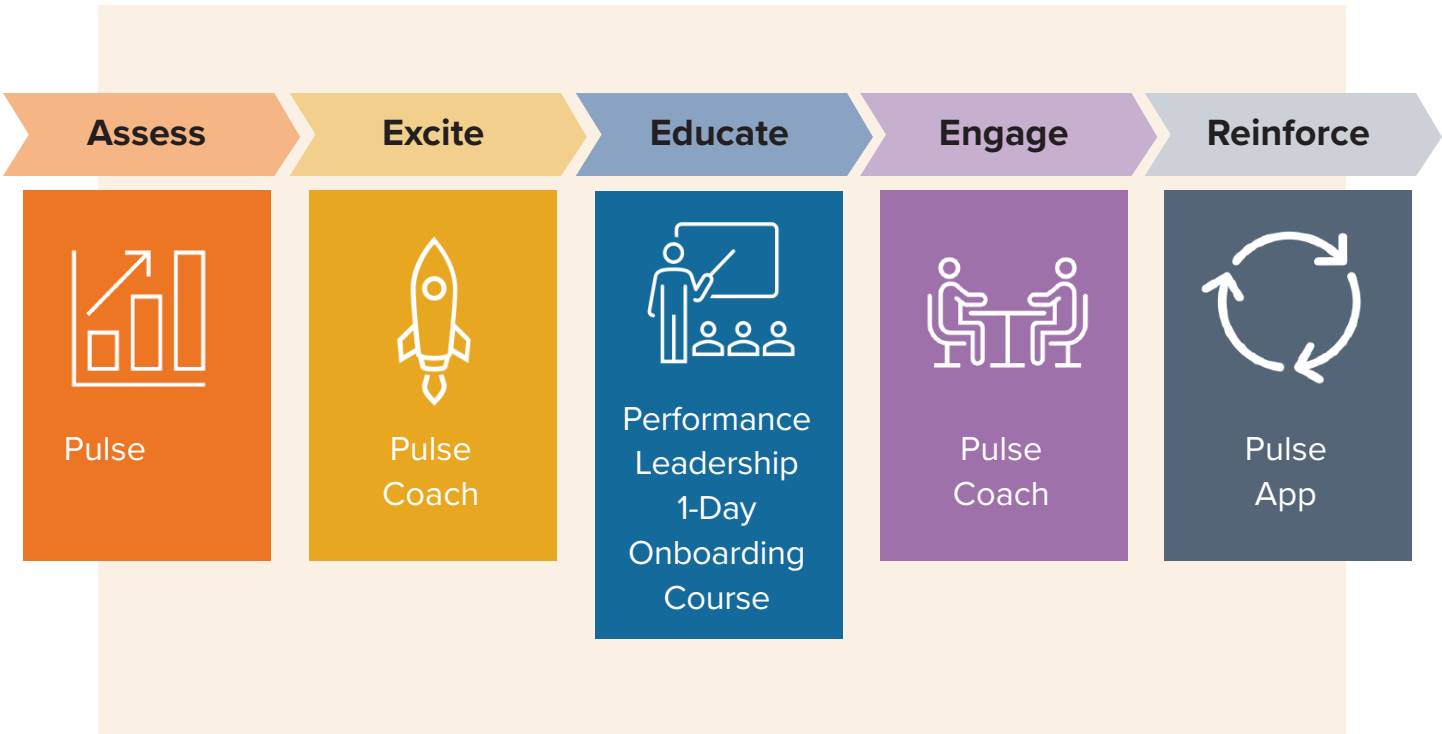 Assess
Excite
Educate
Engage
Reinforce
Pulse
Pulse
Coach
Performance
Leadership
1-Day
Onboarding
Course
Pulse
Coach
Pulse
App